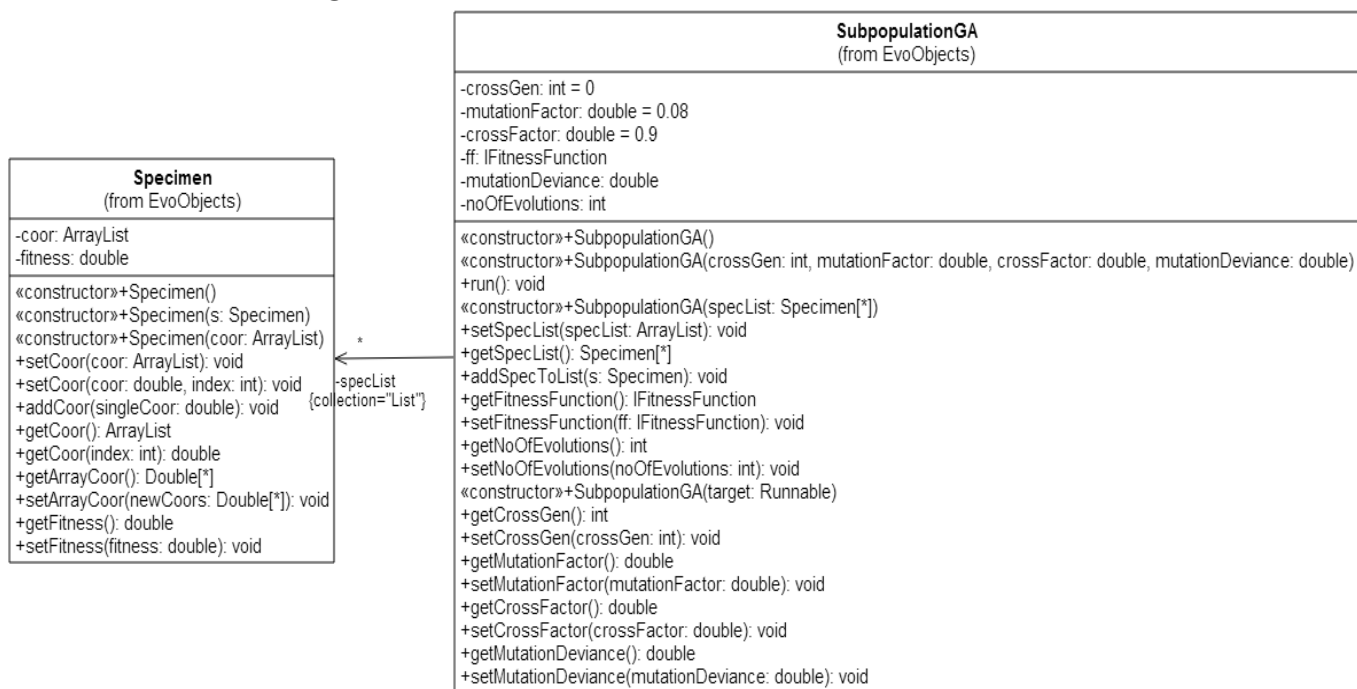 Specimen
(from EvoObjects)
-coor: ArrayList
-fitness: double
«constructor»+Specimen()
«constructor»+Specimen(s: Specimen)
«constructor»+Specimen(coor: ArrayList)
+setCoor(coor: ArrayList): void
+setCoor(coor: double, index: int): void
+addCoor(singleCoor: double): void
+getCoor(): ArrayList
+getCoor(index: int): double
+getArrayCoor(): Double[*]
+setArrayCoor(newCoors: Double[*]): void
+getFitness(): double
+setFitness(fitness: double): void
*
-specList
{collection="List"}
SubpopulationGA
(from EvoObjects)
-crossGen: int = 0
-mutationFactor: double = 0.08
-crossFactor: double = 0.9
-ff: IFitnessFunction
-mutationDeviance: double
-noOfEvolutions: int
«constructor»+SubpopulationGA()
«constructor»+SubpopulationGA(crossGen: int, mutationFactor: double, crossFactor: double, mutationDeviance: double)
+run(): void
«constructor»+SubpopulationGA(specList: Specimen[*])
+setSpecList(specList: ArrayList): void
+getSpecList(): Specimen[*]
+addSpecToList(s: Specimen): void
+getFitnessFunction(): IFitnessFunction
+setFitnessFunction(ff: IFitnessFunction): void
+getNoOfEvolutions(): int
+setNoOfEvolutions(noOfEvolutions: int): void
«constructor»+SubpopulationGA(target: Runnable)
+getCrossGen(): int
+setCrossGen(crossGen: int): void
+getMutationFactor(): double
+setMutationFactor(mutationFactor: double): void
+getCrossFactor(): double
+setCrossFactor(crossFactor: double): void
+getMutationDeviance(): double
+setMutationDeviance(mutationDeviance: double): void